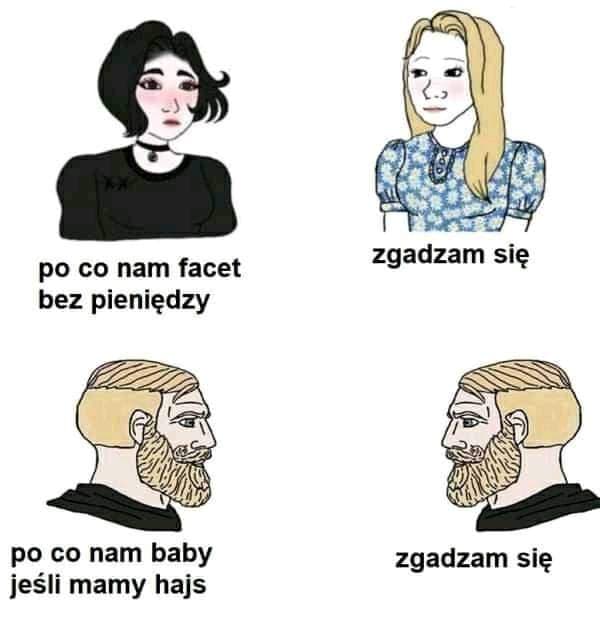 po co nam facet
bez pieniędzy
zgadzam się
po co nam baby
jeśli mamy hajs
zgadzam się